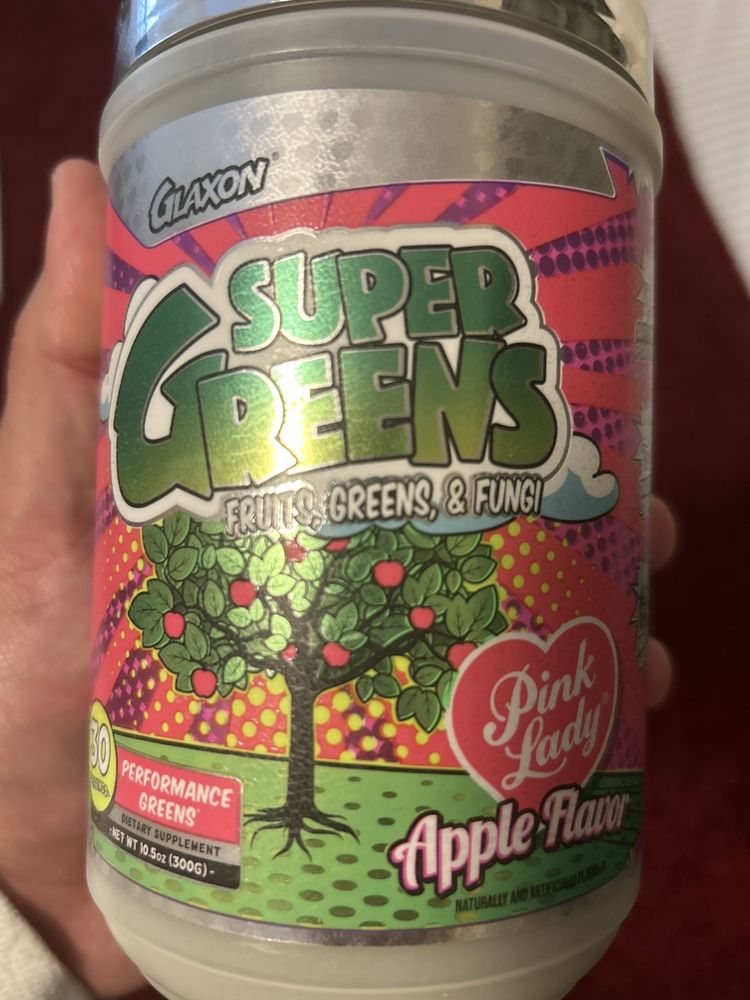 GLAXON®
SUPER
GREENS
FRUITS, GREENS, & FUNGI
Pink
Lady®
Apple Flavor
NATURALLY AND ARTIFICIALLY FLAVORED
30
PERFORMANCE
GREENS*
DIETARY SUPPLEMENT
-NET WT 10.5oz (300G)-